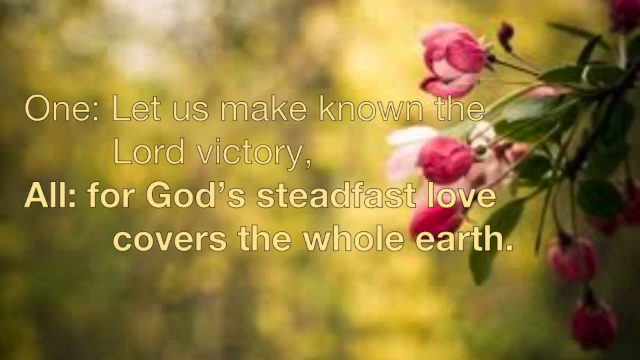 One: Let us make known the
Lord victory,
All: for God’s steadfast love
covers the whole earth.